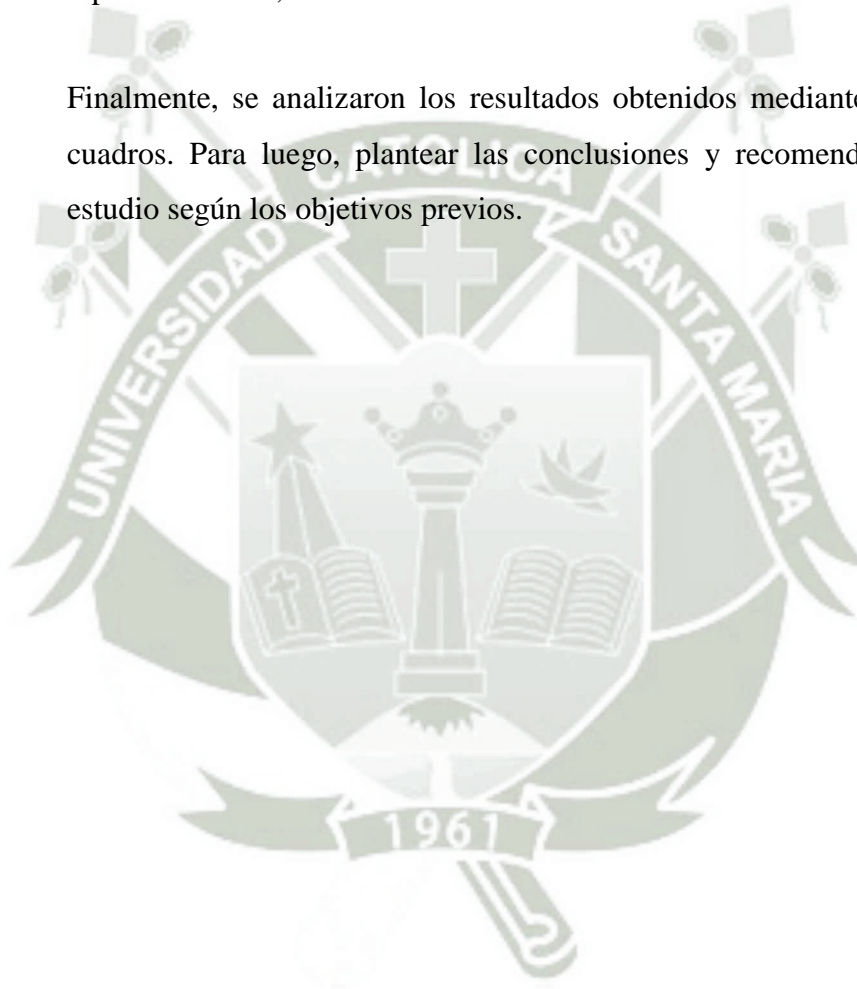 Finalmente, se analizaron los resultados obtenidos mediante
cuadros. Para luego, plantear las conclusiones y recomend
estudio según los objetivos previos.
UNIVERSIDAD CATOLICA SANTA MARIA
1961